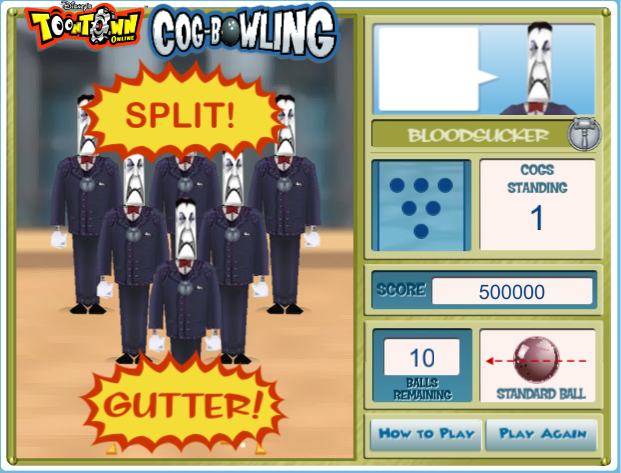 Disney's
TOONTOWN
ONLINE
COG-BOWLING
SPLIT!
BLOODSUCKER
COGS
STANDING
1
SCORE 500000
10
BALLS
REMAINING
STANDARD BALL
GUTTER!
HOW TO PLAY
PLAY AGAIN